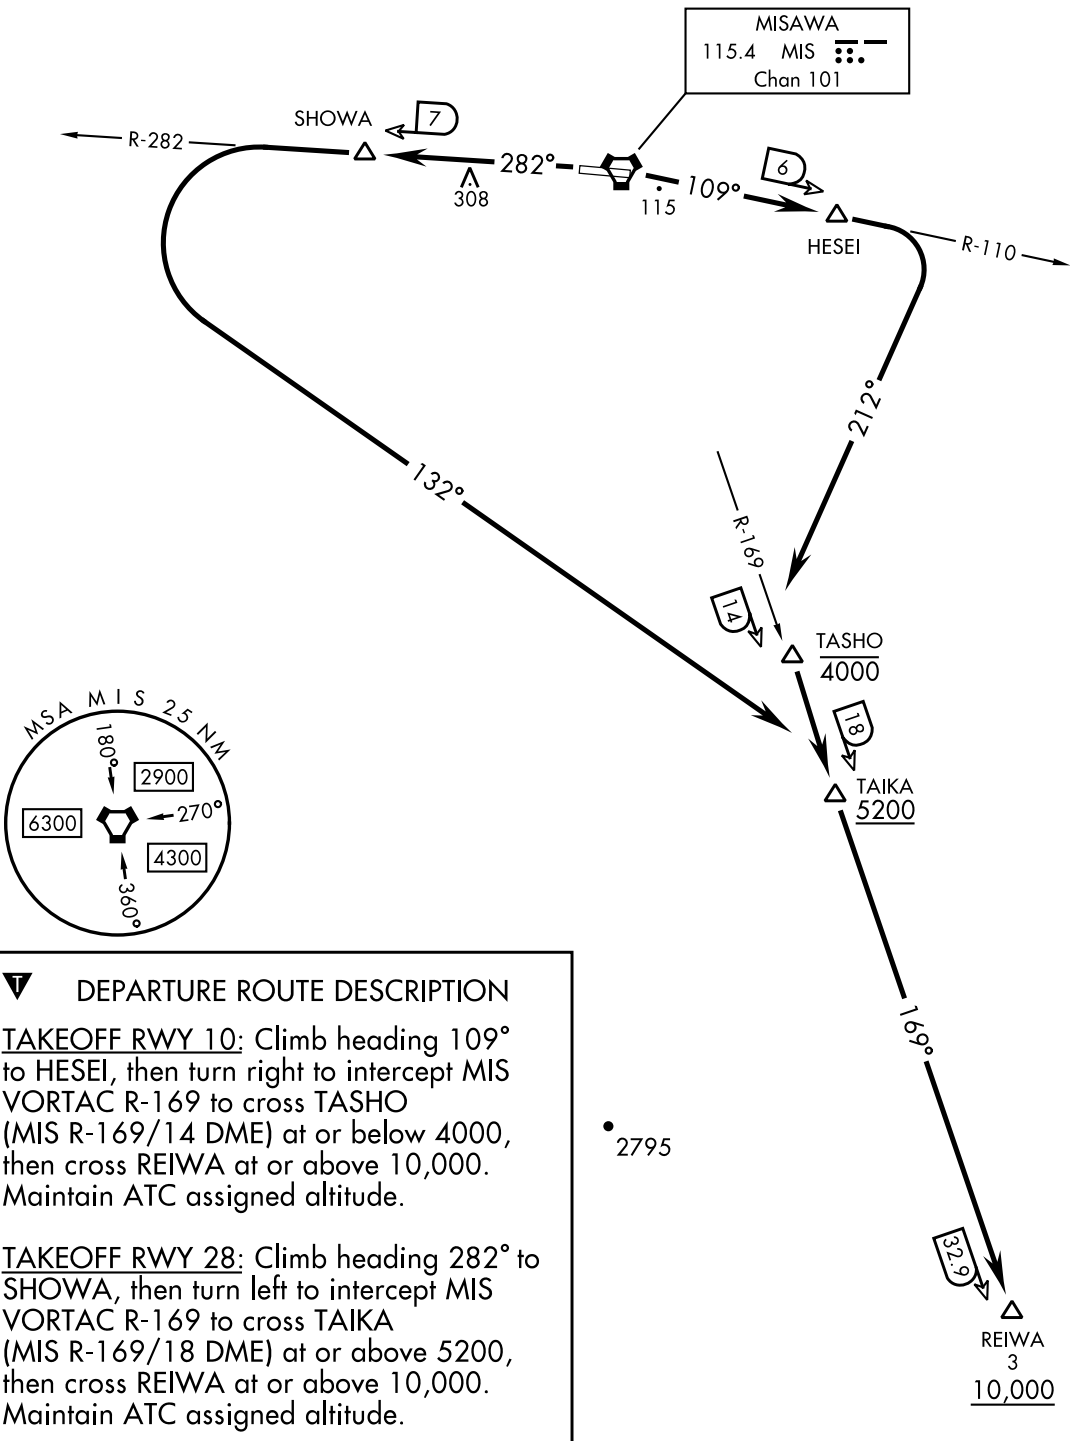 MISAWA
115.4 MIS
Chan 101
SHOWA
7
R-282
282°
308
115
109°
6
HESEI
R-110
212°
132°
R-169
14
TASHO
4000
18
TAIKA
5200
MSA MIS 25 NM
180°
2900
270°
6300
4300
360°
169°
2795
32.9
REIWA
3
10,000
T
DEPARTURE ROUTE DESCRIPTION
TAKEOFF RWY 10: Climb heading 109°
to HESEI, then turn right to intercept MIS
VORTAC R-169 to cross TASHO
(MIS R-169/14 DME) at or below 4000,
then cross REIWA at or above 10,000.
Maintain ATC assigned altitude.
TAKEOFF RWY 28: Climb heading 282° to
SHOWA, then turn left to intercept MIS
VORTAC R-169 to cross TAIKA
(MIS R-169/18 DME) at or above 5200,
then cross REIWA at or above 10,000.
Maintain ATC assigned altitude.